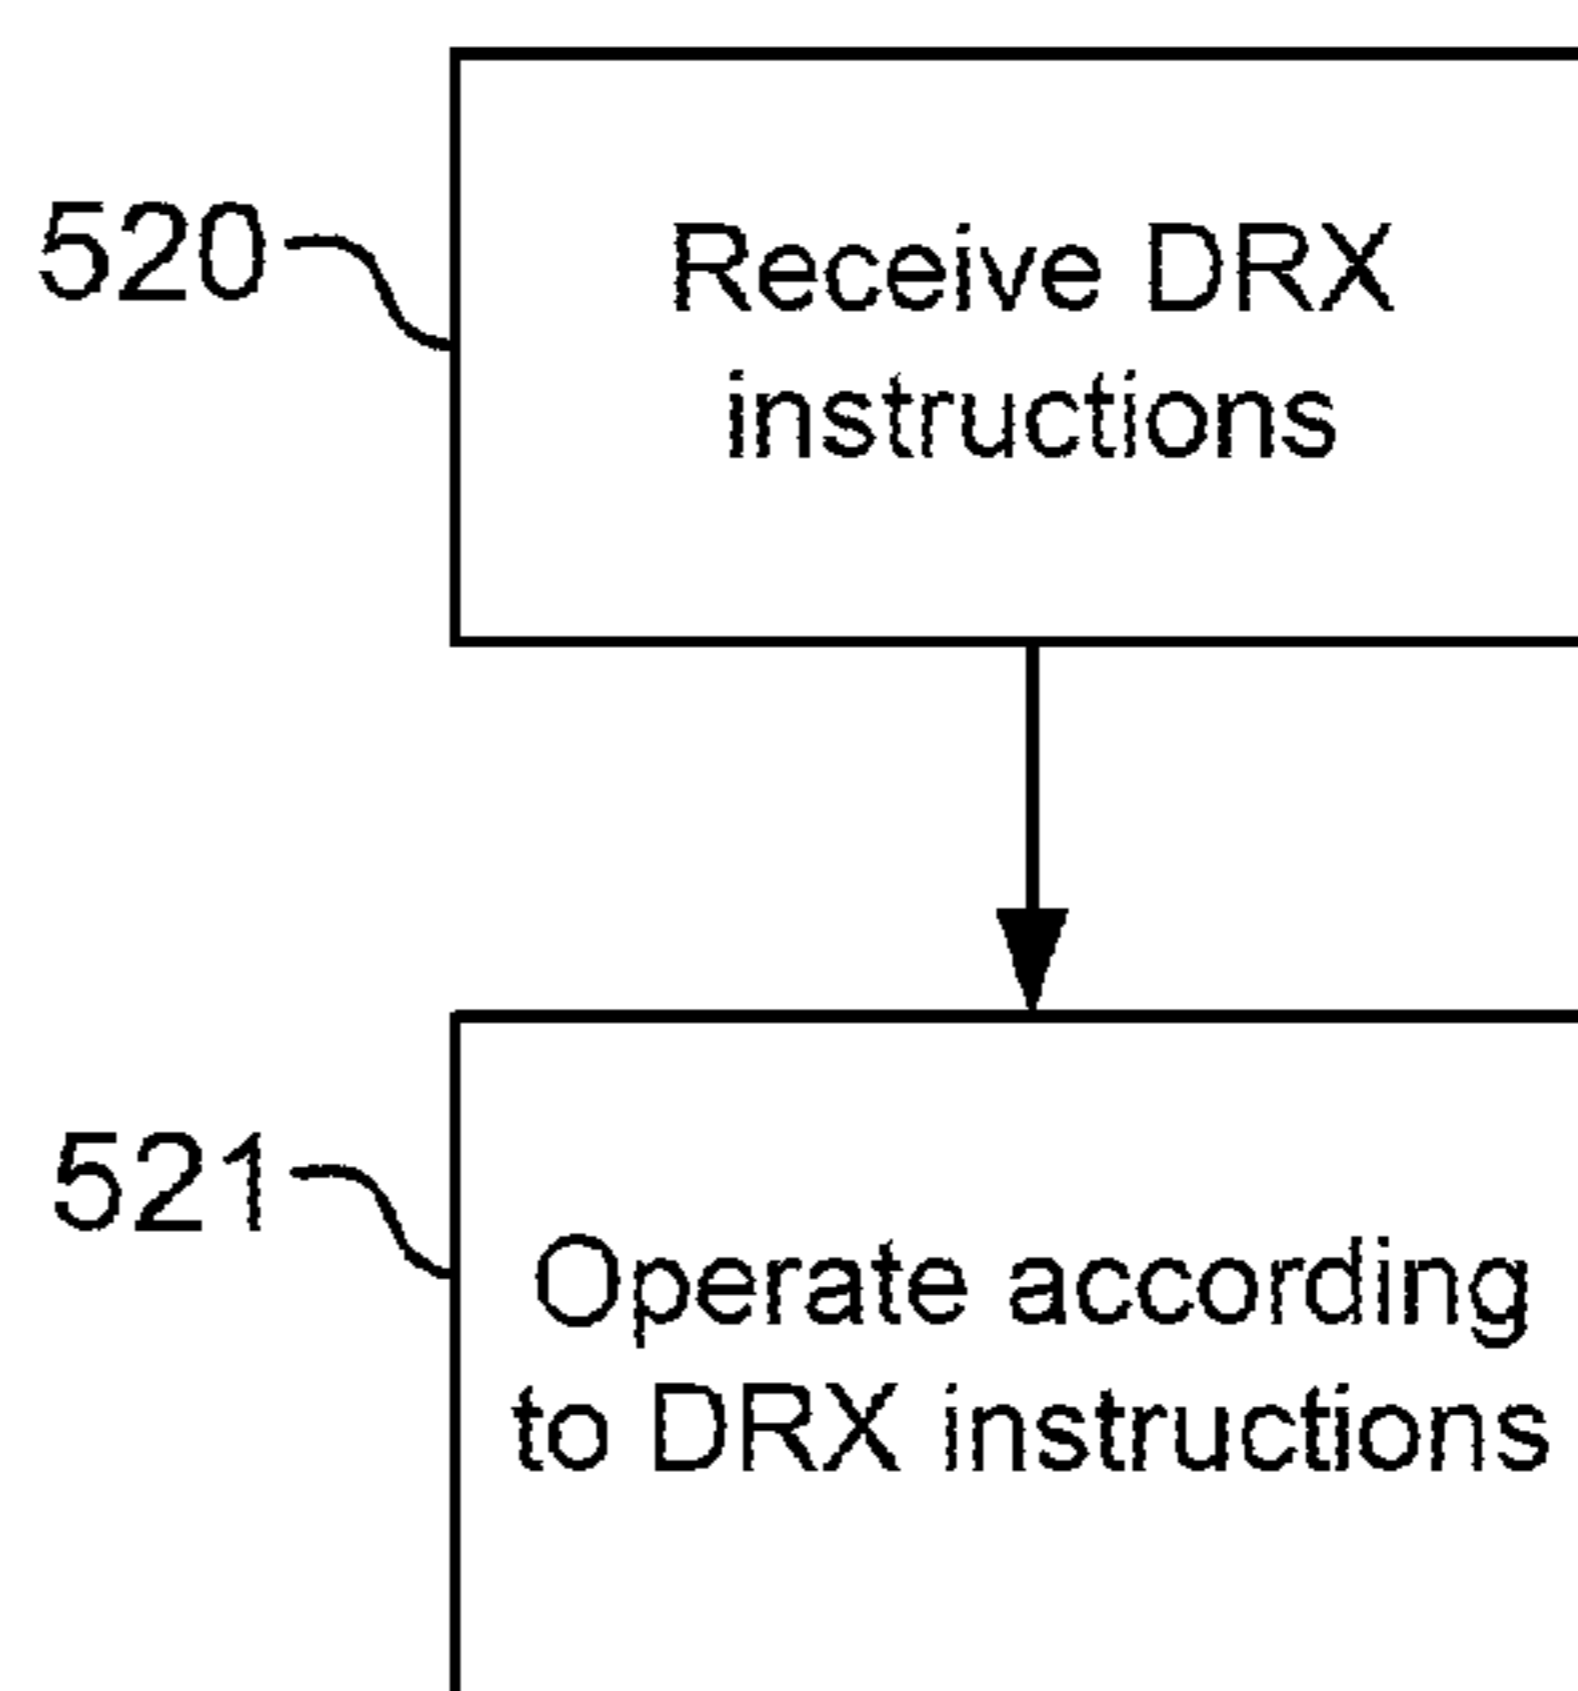 520
Receive DRX
instructions
521
Operate according
to DRX instructions